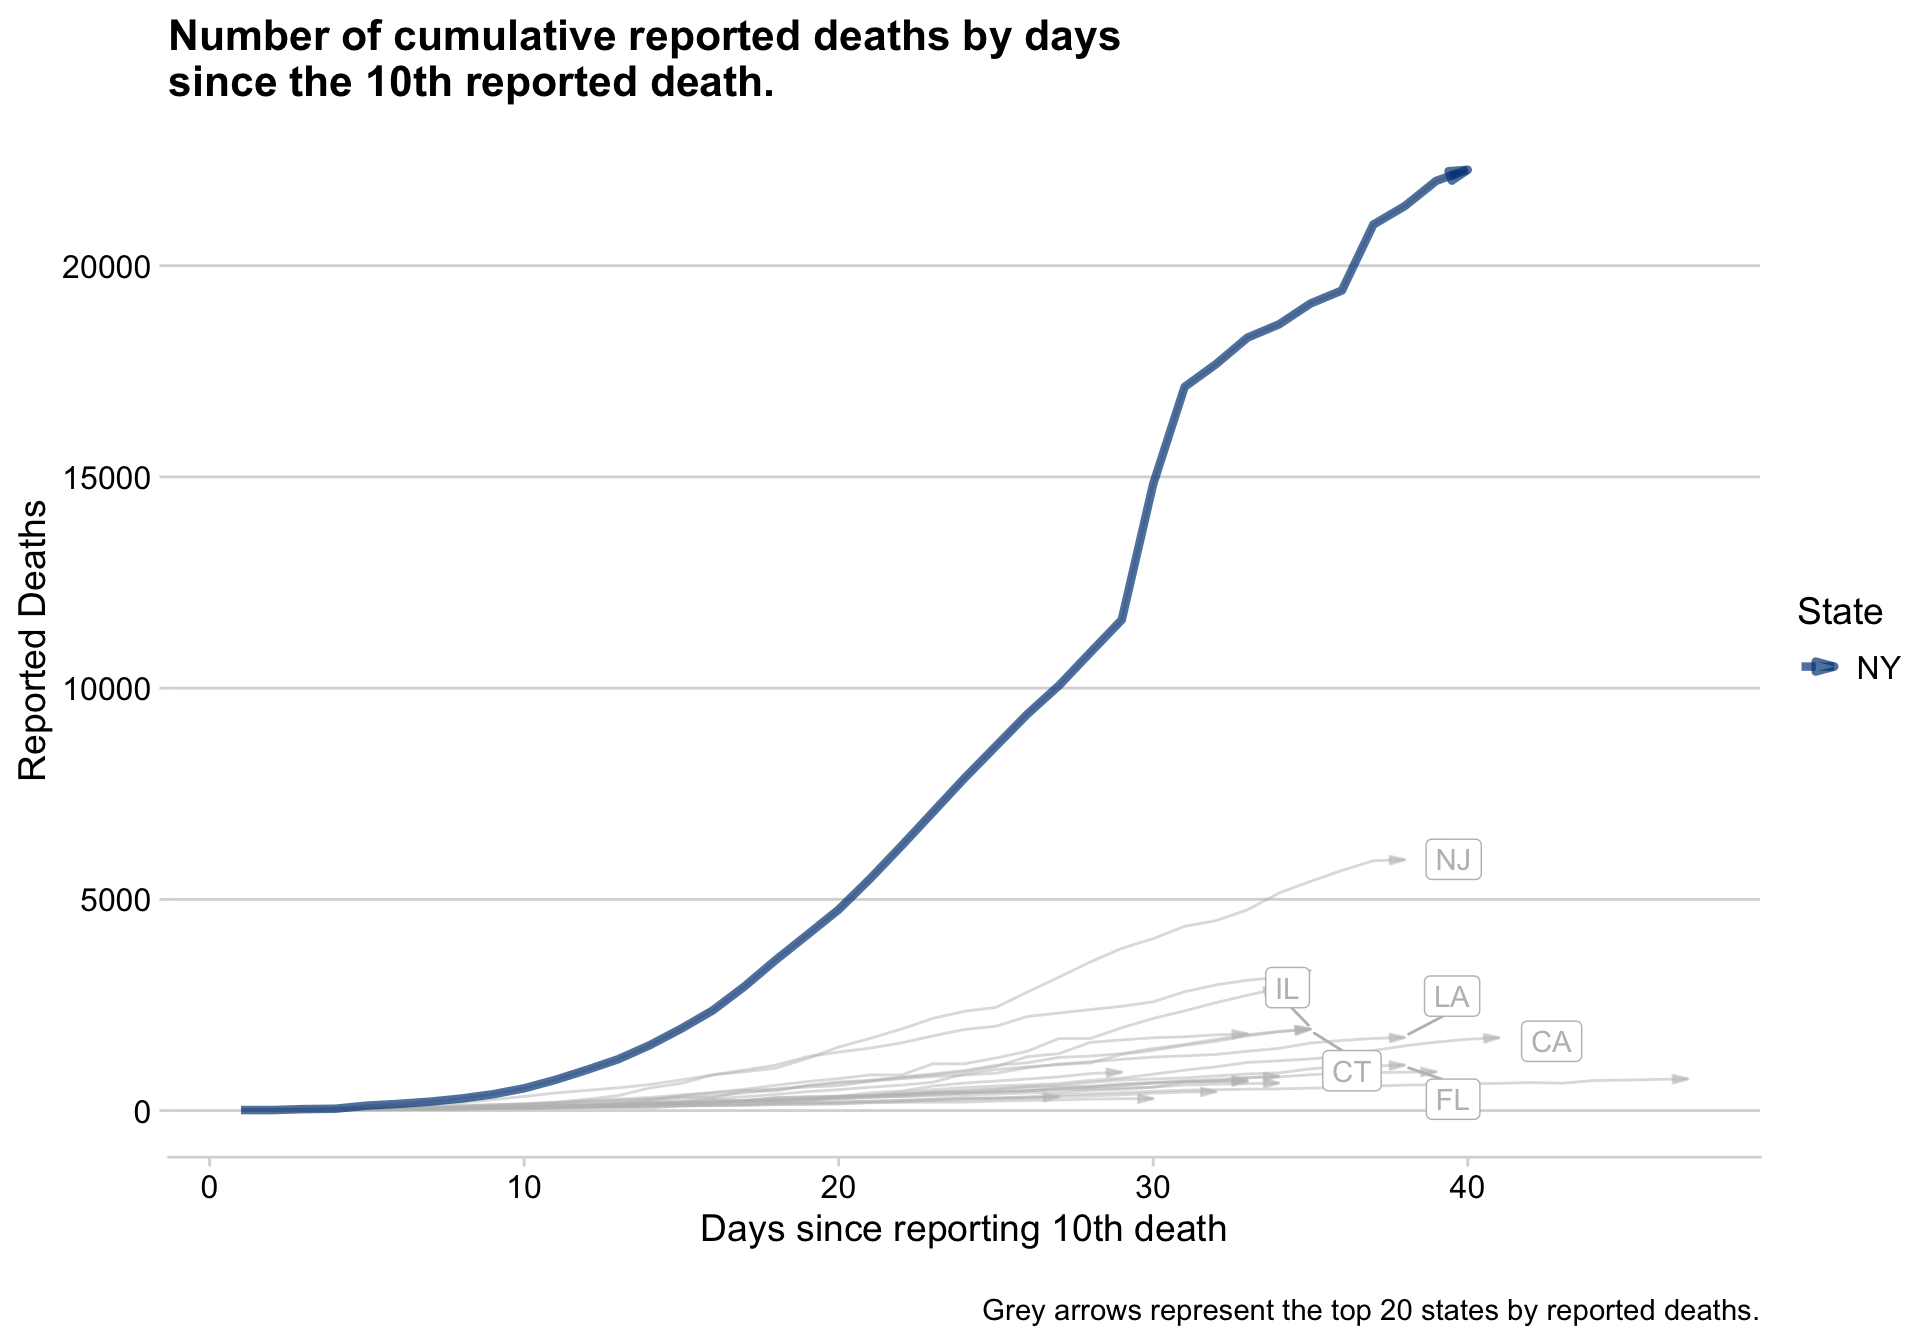 Number of cumulative reported deaths by days
since the 10th reported death.
20000
15000
10000
5000
0
Reported Deaths
NJ
IL
LA
CA
CT
FL
State
NY
0 10 20 30 40
Days since reporting 10th death
Grey arrows represent the top 20 states by reported deaths.